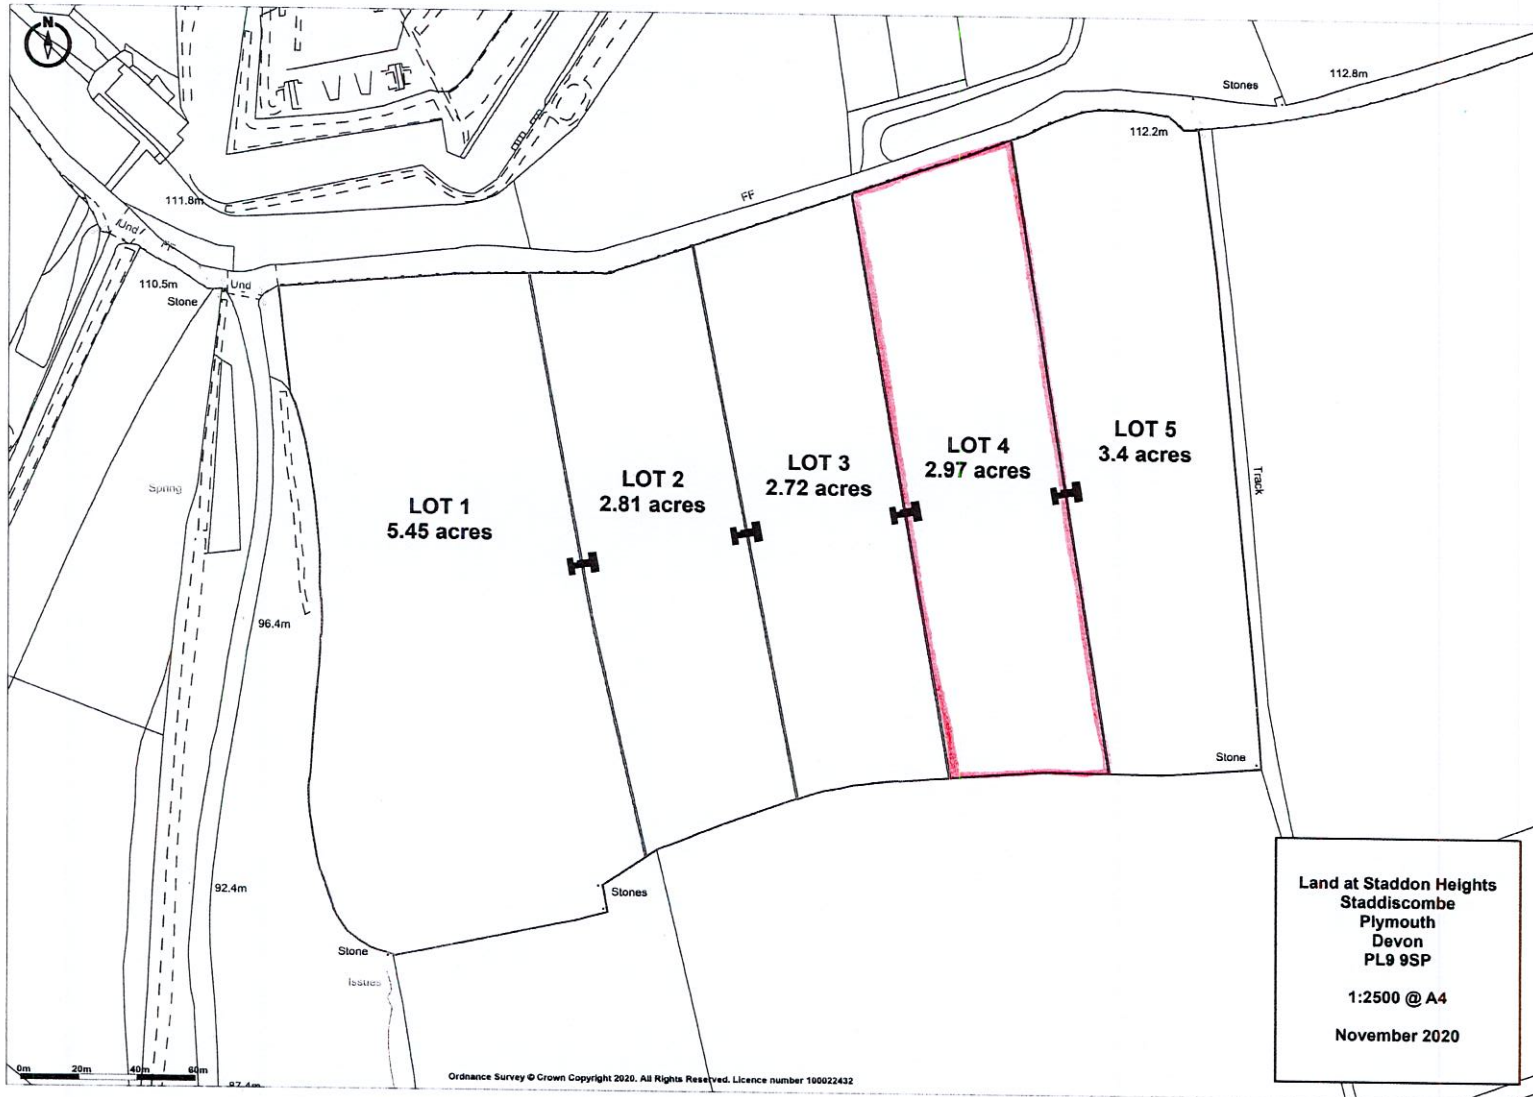 N
Stones
112.8m
112.2m
FF
111.8m
Und
FF
110.5m
Stone
Und
LOT 1
5.45 acres
LOT 2
2.81 acres
LOT 3
2.72 acres
LOT 4
2.97 acres
LOT 5
3.4 acres
Track
Spring
96.4m
Stone
92.4m
Stones
Stone
Issues
Land at Staddon Heights
Staddiscombe
Plymouth
Devon
PL9 9SP
1:2500 @ A4
November 2020
0m 20m 40m 60m
87.4m
Ordnance Survey © Crown Copyright 2020. All Rights Reserved. Licence number 100022432